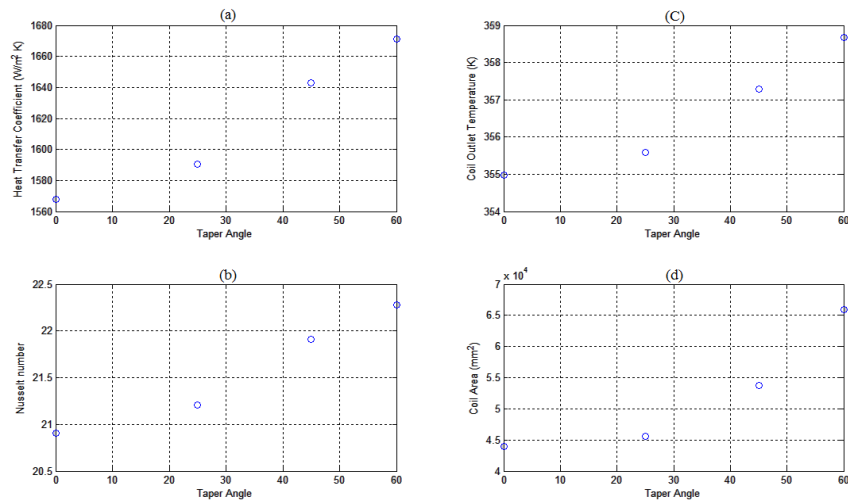 (a)
1680
1660
1640
1620
1600
1580
1560
0 10 20 30 40 50 60
Taper Angle
Heat Transfer Coefficient (W/m² K)
(C)
359
358
357
356
355
354
0 10 20 30 40 50 60
Taper Angle
Coil Outlet Temperature (K)
(b)
22.5
22
21.5
21
20.5
0 10 20 30 40 50 60
Taper Angle
Nusselt number
(d)
x 10⁴
7
6.5
6
5.5
5
4.5
4
0 10 20 30 40 50 60
Taper Angle
Coil Area (mm²)